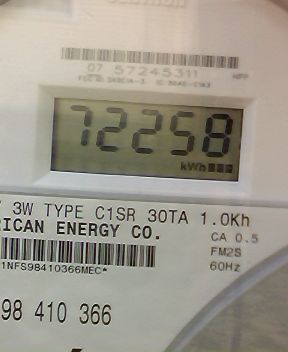 07 57245311
72258
kWh
3W TYPE C1SR 30TA 1.0Kh
RICAN ENERGY CO.
CA 0.5
FM2S
60Hz
1NFS98410366MEC*
98 410 366